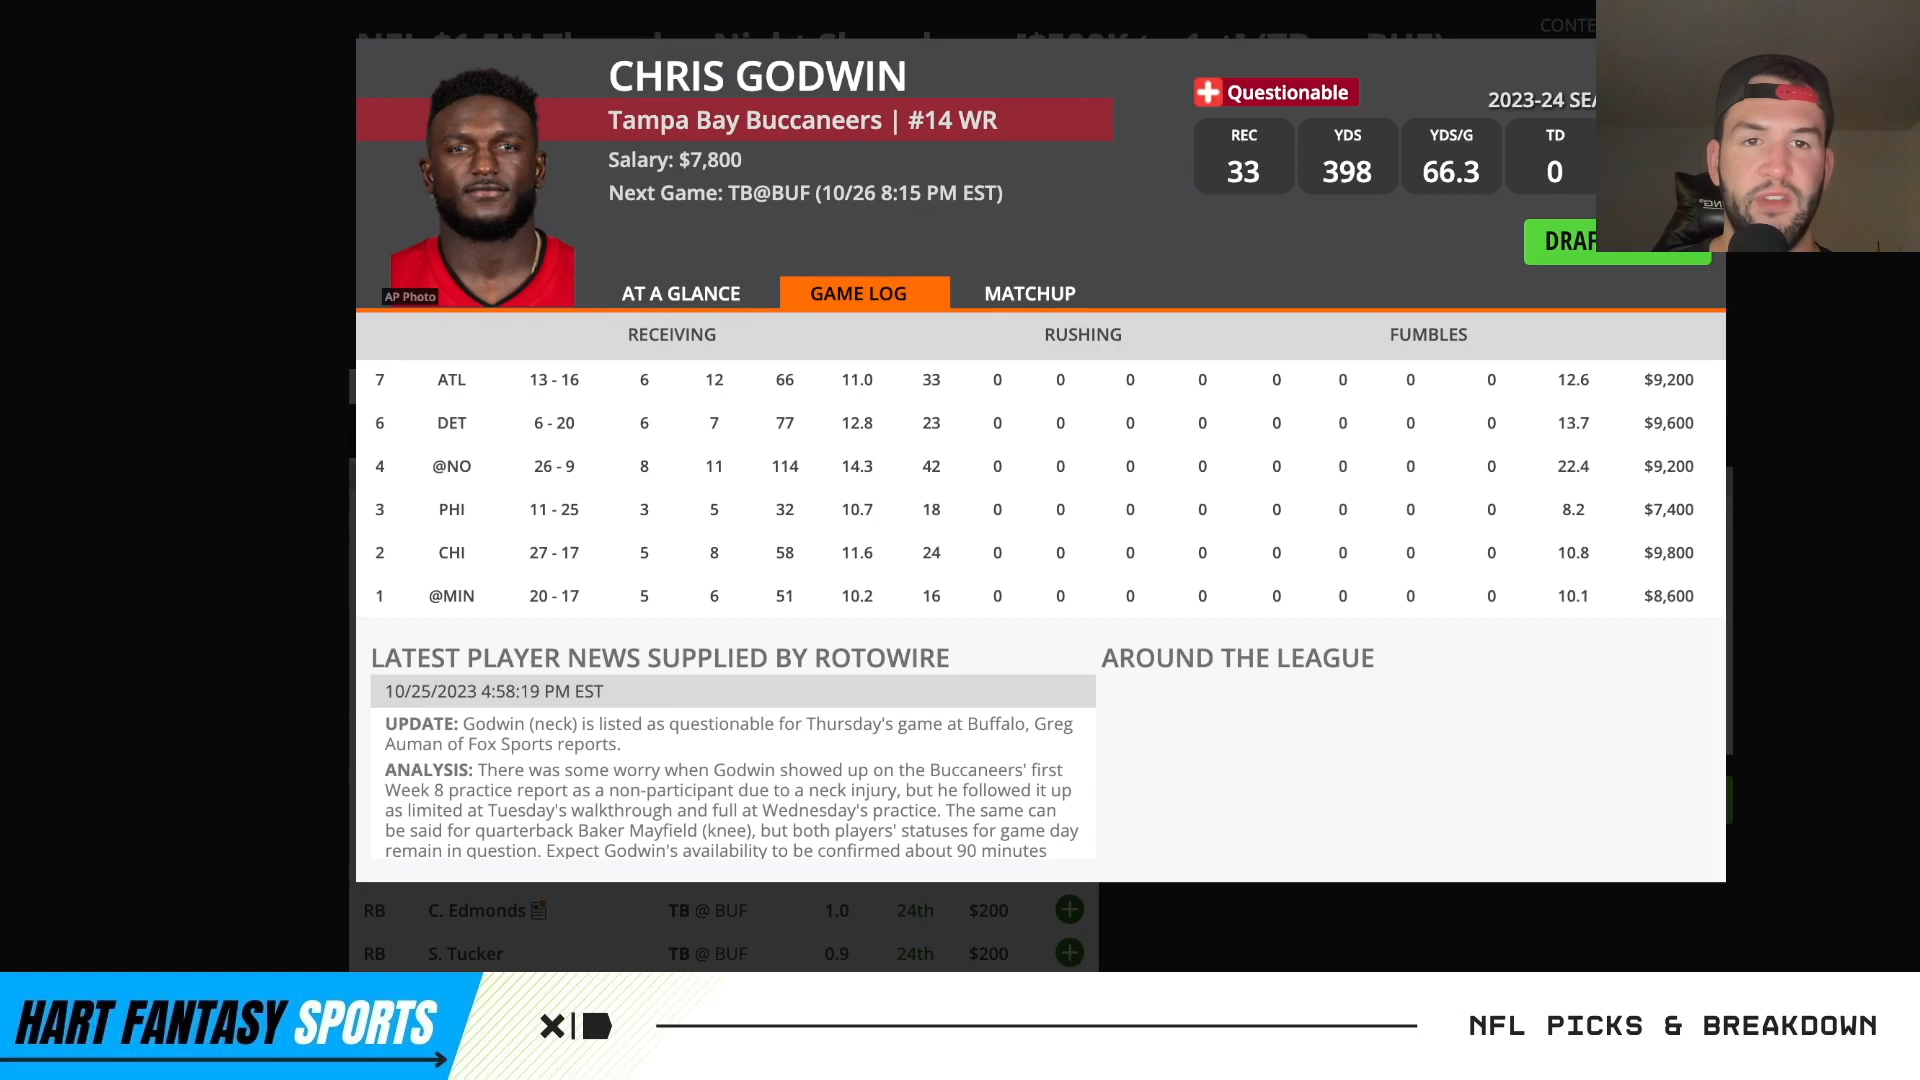 CONTE
CHRIS GODWIN
Tampa Bay Buccaneers | #14 WR
Salary: $7,800
Next Game: TB@BUF (10/26 8:15 PM EST)
AP Photo
Questionable
2023-24 SEA
REC YDS YDS/G TD
33 398 66.3 0
DRAF
AT A GLANCE GAME LOG MATCHUP
RECEIVING RUSHING FUMBLES
7 ATL 13 - 16 6 12 66 11.0 33 0 0 0 0 0 0 0 0 12.6 $9,200
6 DET 6 - 20 6 7 77 12.8 23 0 0 0 0 0 0 0 0 13.7 $9,600
4 @NO 26 - 9 8 11 114 14.3 42 0 0 0 0 0 0 0 0 22.4 $9,200
3 PHI 11 - 25 3 5 32 10.7 18 0 0 0 0 0 0 0 0 8.2 $7,400
2 CHI 27 - 17 5 8 58 11.6 24 0 0 0 0 0 0 0 0 10.8 $9,800
1 @MIN 20 - 17 5 6 51 10.2 16 0 0 0 0 0 0 0 0 10.1 $8,600
LATEST PLAYER NEWS SUPPLIED BY ROTOWIRE
10/25/2023 4:58:19 PM EST
UPDATE: Godwin (neck) is listed as questionable for Thursday's game at Buffalo, Greg
Auman of Fox Sports reports.
ANALYSIS: There was some worry when Godwin showed up on the Buccaneers' first
Week 8 practice report as a non-participant due to a neck injury, but he followed it up
as limited at Tuesday's walkthrough and full at Wednesday's practice. The same can
be said for quarterback Baker Mayfield (knee), but both players' statuses for game day
remain in question. Expect Godwin's availability to be confirmed about 90 minutes
AROUND THE LEAGUE
RB C. Edmonds TB @ BUF 1.0 24th $200
RB S. Tucker TB @ BUF 0.9 24th $200
HART FANTASY SPORTS
NFL PICKS & BREAKDOWN